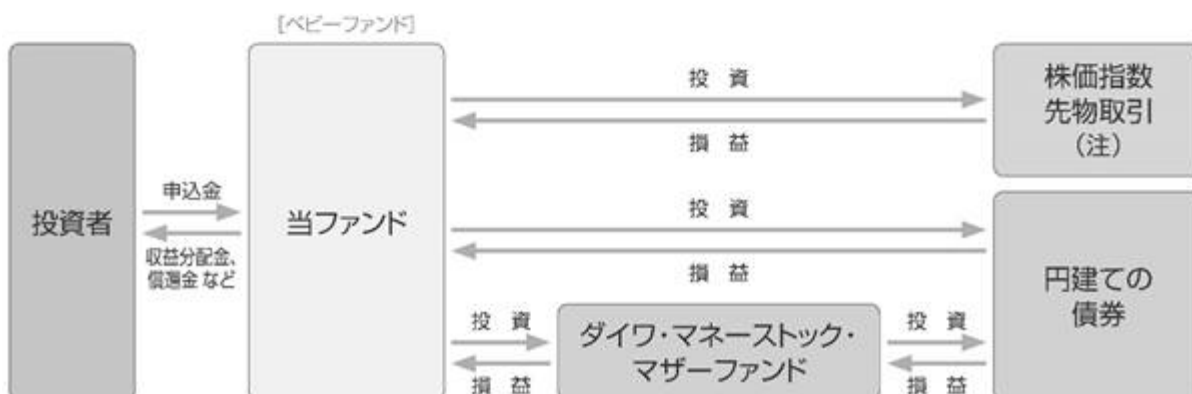 [ベビーファンド]
投資者
申込金
収益分配金、
償還金 など
当ファンド
投 資
損 益
株価指数
先物取引
(注)
投 資
損 益
円建ての
債券
投 資
損 益
ダイワ・マネーストック・
マザーファンド
投 資
損 益